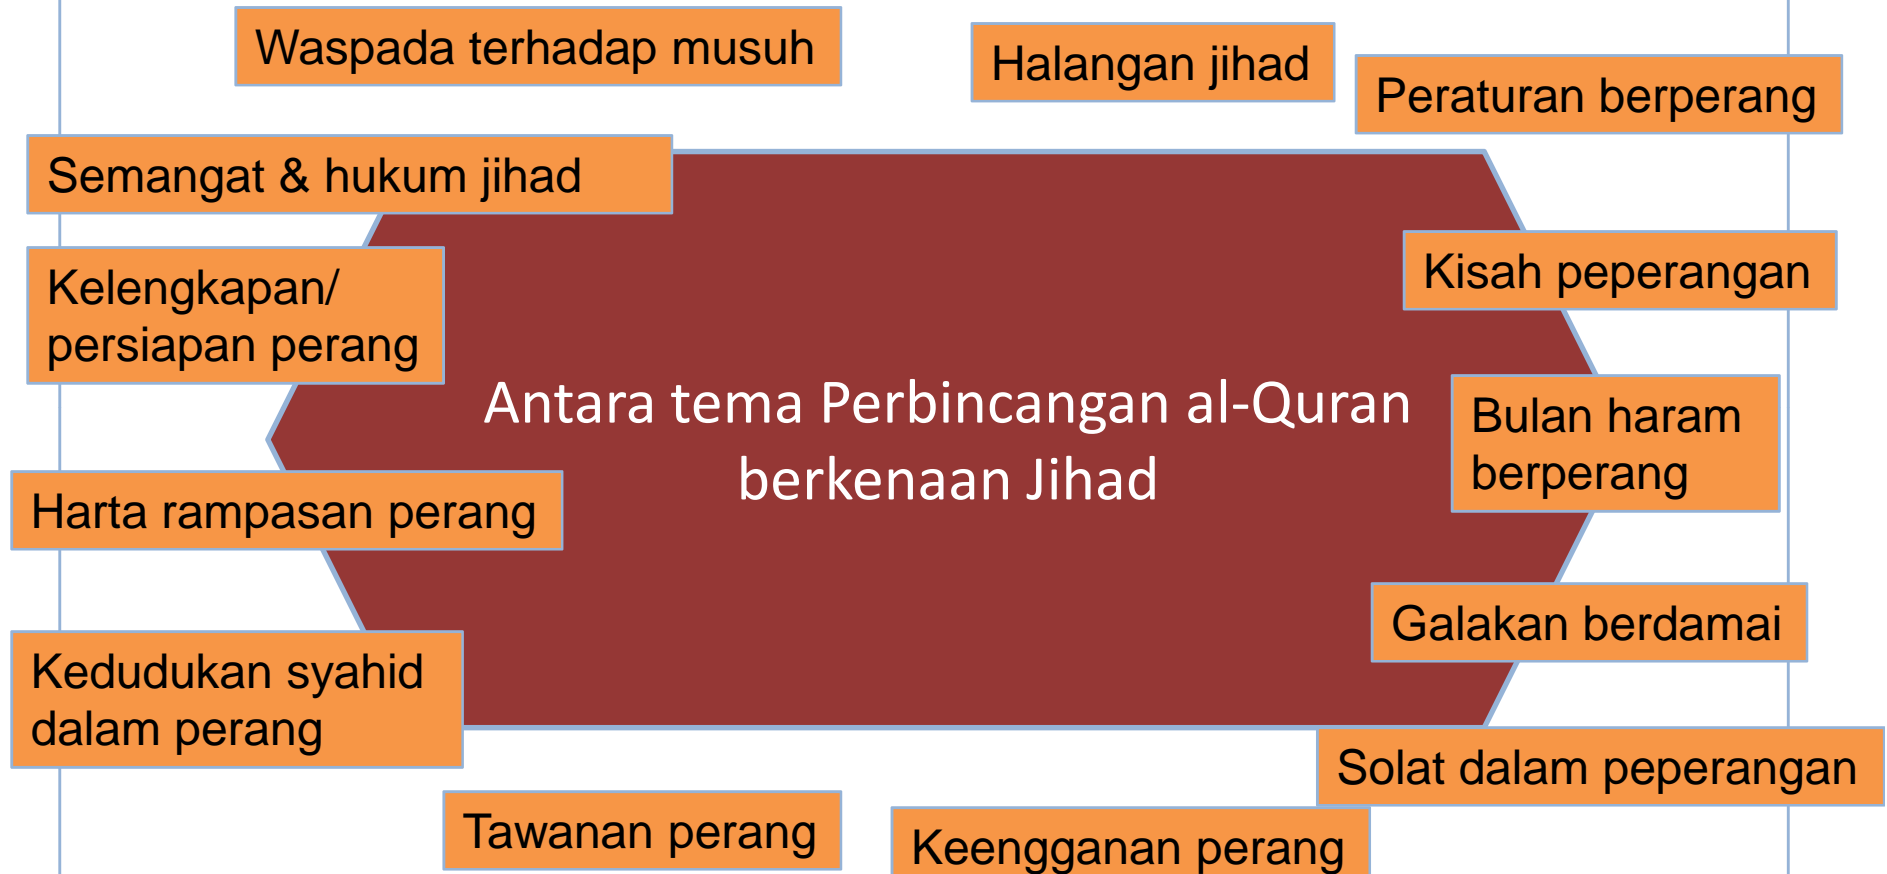 Waspada terhadap musuh
Halangan jihad
Peraturan berperang
Semangat & hukum jihad
Kelengkapan/
persiapan perang
Kisah peperangan
Antara tema Perbincangan al-Quran
berkenaan Jihad
Bulan haram
berperang
Harta rampasan perang
Galakan berdamai
Kedudukan syahid
dalam perang
Solat dalam peperangan
Tawanan perang
Keengganan perang